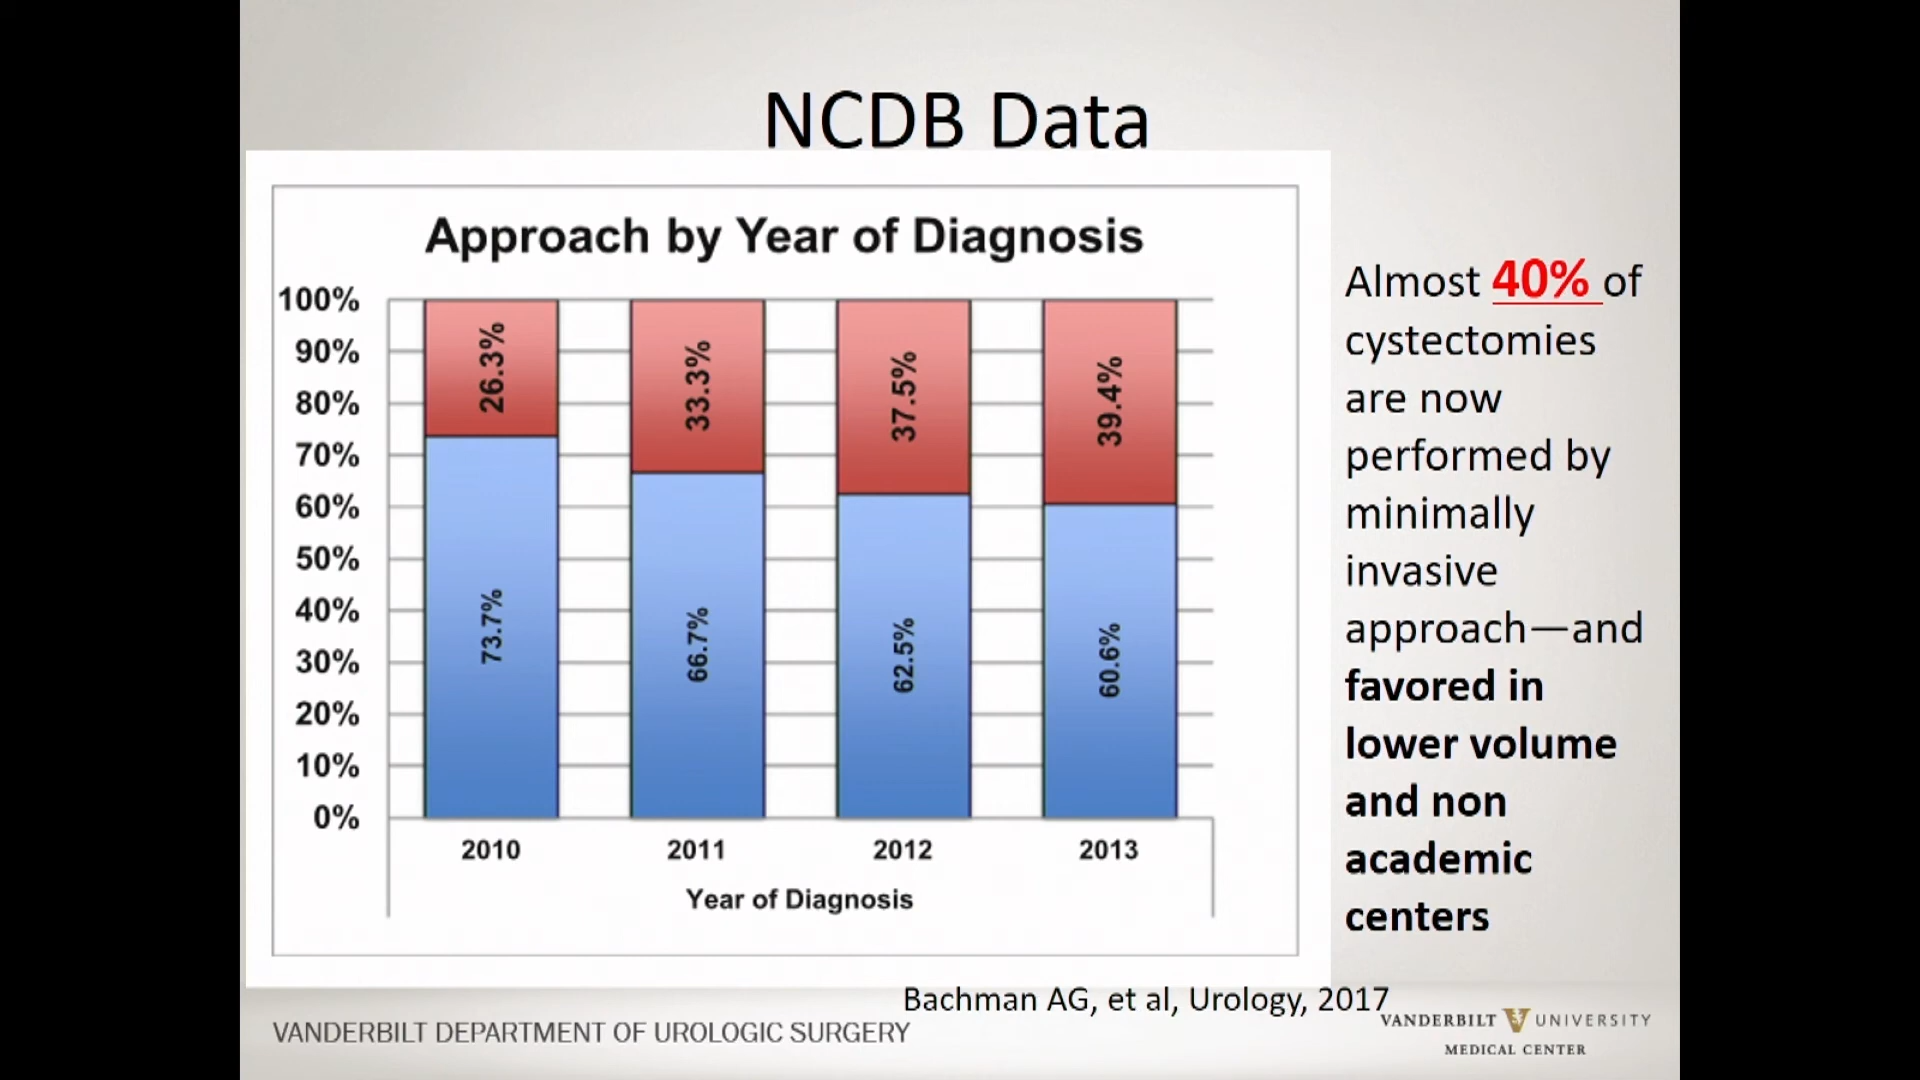 NCDB Data
Approach by Year of Diagnosis
100%
90%
80%
70%
60%
50%
40%
30%
20%
10%
0%
26.3%
33.3%
37.5%
39.4%
73.7%
66.7%
62.5%
60.6%
2010
2011
2012
2013
Year of Diagnosis
Almost 40% of
cystectomies
are now
performed by
minimally
invasive
approach—and
favored in
lower volume
and non
academic
centers
Bachman AG, et al, Urology, 2017
VANDERBILT DEPARTMENT OF UROLOGIC SURGERY
VANDERBILT UNIVERSITY
MEDICAL CENTER